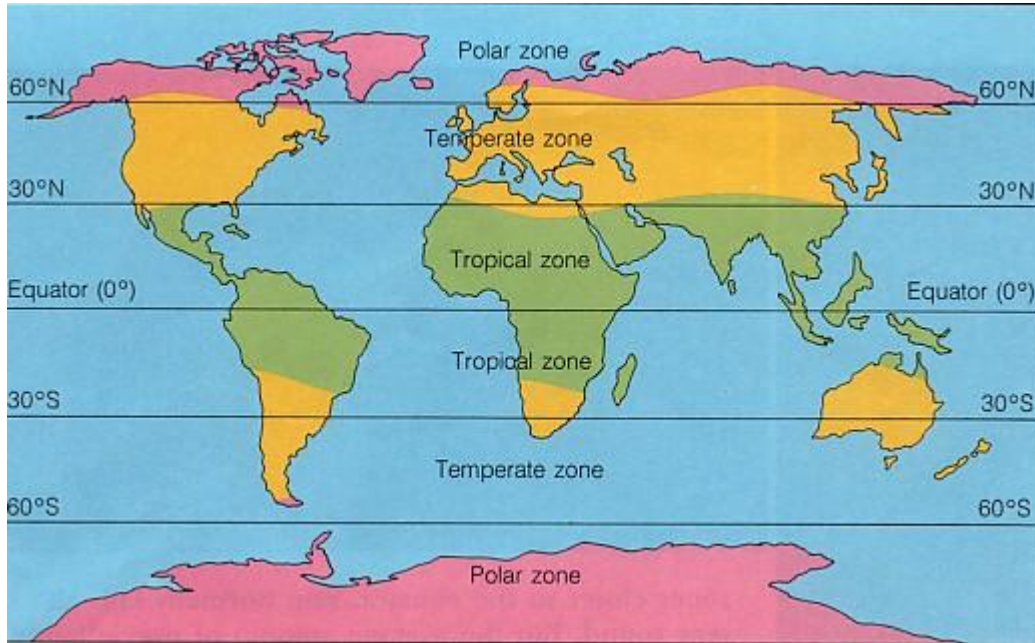 Polar zone
60°N
60°N
Temperate zone
30°N
30°N
Tropical zone
Equator (0°)
Equator (0°)
Tropical zone
30°S
30°S
Temperate zone
60°S
60°S
Polar zone